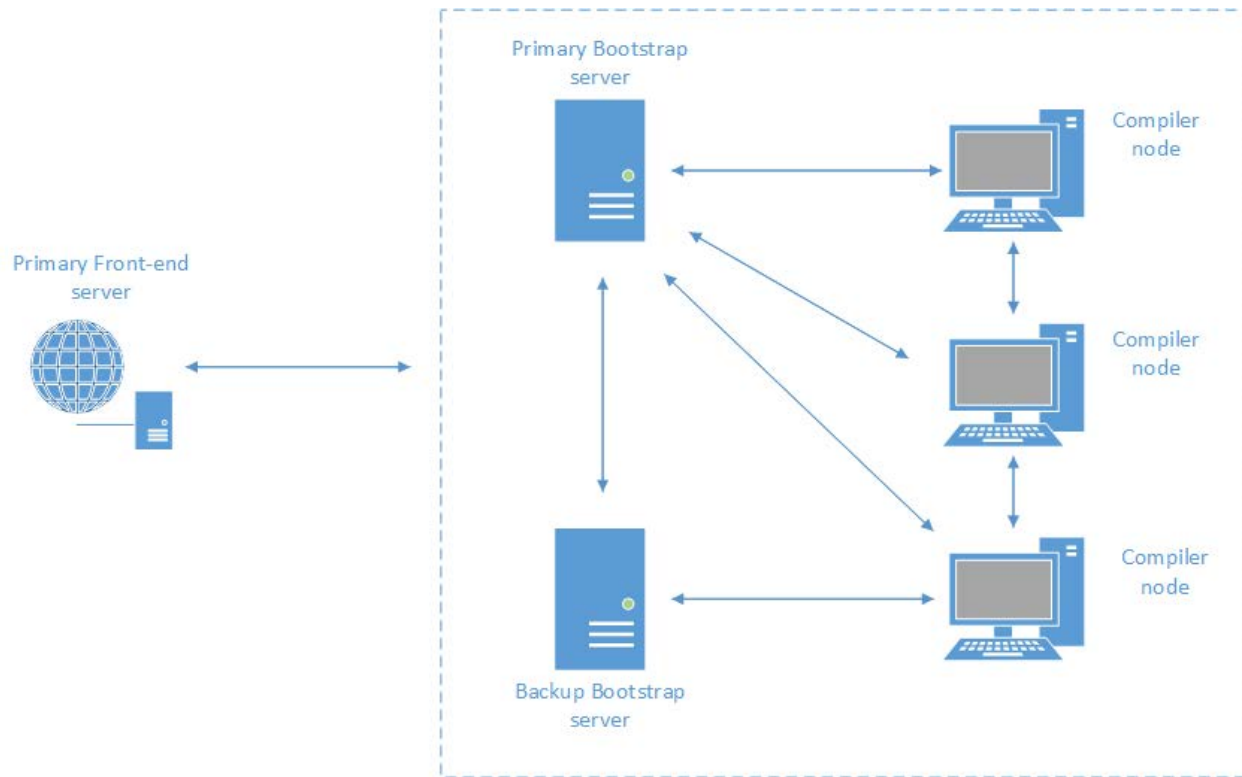 Primary Bootstrap
server
Compiler
node
Primary Front-end
server
Compiler
node
Compiler
node
Backup Bootstrap
server